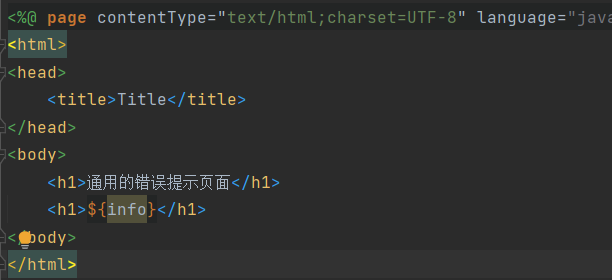 <%@ page contentType="text/html;charset=UTF-8" language="java
<html>
<head>
<title>Title</title>
</head>
<body>
<h1>通用的错误提示页面</h1>
<h1>${info}</h1>
body>
</html>